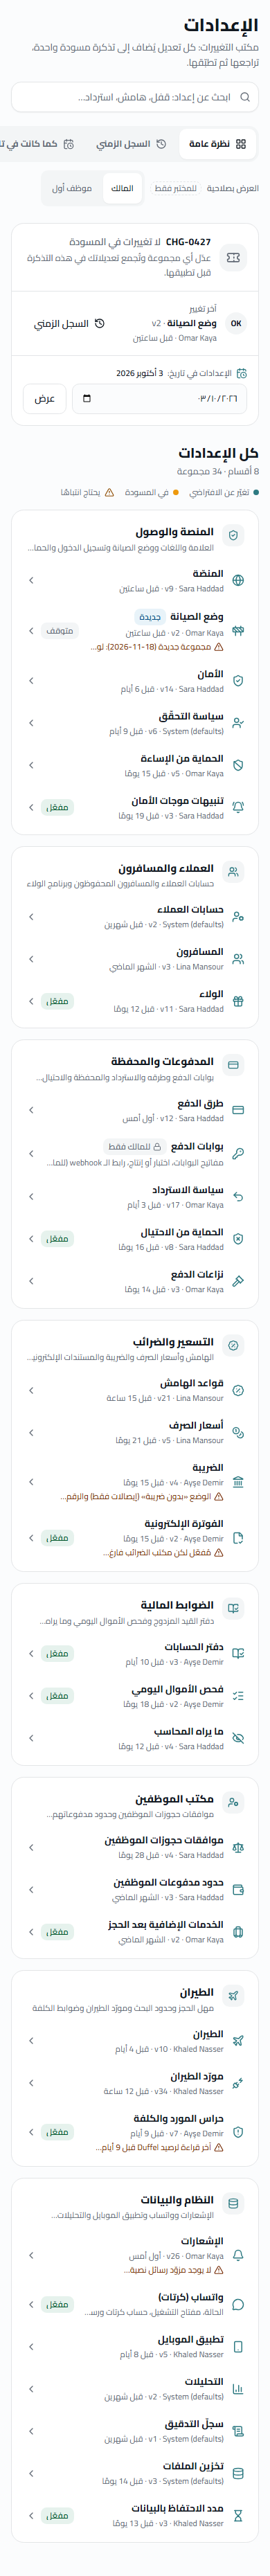 الإعدادات
مكتب التغييرات: كل تعديل يُضاف إلى تذكرة مسودة واحدة،
تراجعها ثم تطبّقها.
ابحث عن إعداد: قفل، هامش، استرداد...
نظرة عامة
السجل الزمني
كما كانت في
العرض بصلاحية
للمختبر فقط
المالك
موظف أول
CHG-0427 لا تغييرات في المسودة
عدّل أي مجموعة وتُجمع تعديلاتك في هذه التذكرة
قبل تطبيقها.
آخر تغيير
OK
وضع الصيانة · v2
Omar Kaya · قبل ساعتين
السجل الزمني
الإعدادات في تاريخ: 3 أكتوبر 2026
٠٣/١٠/٢٠٢٦
عرض
كل الإعدادات
8 أقسام · 34 مجموعة
تغيّر عن الافتراضي
في المسودة
يحتاج انتباهًا
المنصة والوصول
العلامة واللغات ووضع الصيانة وتسجيل الدخول والحما...
المنصّة
v9 · Sara Haddad · قبل ساعتين
وضع الصيانة
جديدة
v2 · Omar Kaya · قبل ساعتين
متوقف
مجموعة جديدة (18-11-2026): لو...
الأمان
v14 · Sara Haddad · قبل 6 أيام
سياسة التحقّق
v6 · System (defaults) · قبل 9 أيام
الحماية من الإساءة
v5 · Omar Kaya · قبل 15 يومًا
تنبيهات موجات الأمان
v3 · Sara Haddad · قبل 19 يومًا
مفعّل
العملاء والمسافرون
حسابات العملاء والمسافرون المحفوظون وبرنامج الولاء
حسابات العملاء
v2 · System (defaults) · قبل شهرين
المسافرون
v3 · Lina Mansour · الشهر الماضي
الولاء
v11 · Sara Haddad · قبل 12 يومًا
مفعّل
المدفوعات والمحفظة
بوابات الدفع وطرقه والاسترداد والمحفظة والاحتيال...
طرق الدفع
v12 · Sara Haddad · أول أمس
بوابات الدفع
للمالك فقط
مفاتيح البوابات، اختبار أو إنتاج، رابط الـ webhook (للما...
سياسة الاسترداد
v17 · Omar Kaya · قبل 3 أيام
الحماية من الاحتيال
v8 · Sara Haddad · قبل 16 يومًا
مفعّل
نزاعات الدفع
v3 · Omar Kaya · قبل 14 يومًا
التسعير والضرائب
الهامش وأسعار الصرف والضريبة والمستندات الإلكتروني...
قواعد الهامش
v21 · Lina Mansour · قبل 15 ساعة
أسعار الصرف
v5 · Lina Mansour · قبل 21 يومًا
الضريبة
v4 · Ayşe Demir · قبل 15 يومًا
الوضع «بدون ضريبة» (إيصالات فقط) والرقم...
الفوترة الإلكترونية
v2 · Ayşe Demir · قبل 15 يومًا
مفعّل
مُفعّل لكن مكتب الضرائب فارغ...
الضوابط المالية
دفتر القيد المزدوج وفحص الأموال اليومي وما يراه...
دفتر الحسابات
v3 · Ayşe Demir · قبل 10 أيام
مفعّل
فحص الأموال اليومي
v2 · Ayşe Demir · قبل 18 يومًا
مفعّل
ما يراه المحاسب
v4 · Sara Haddad · قبل 12 يومًا
مكتب الموظفين
موافقات حجوزات الموظفين وحدود مدفوعاتهم...
موافقات حجوزات الموظفين
v4 · Sara Haddad · قبل 28 يومًا
حدود مدفوعات الموظفين
v3 · Sara Haddad · الشهر الماضي
الخدمات الإضافية بعد الحجز
v2 · Omar Kaya · الشهر الماضي
مفعّل
الطيران
مهل الحجز وحدود البحث ومورّد الطيران وضوابط الكلفة
الطيران
v10 · Khaled Nasser · قبل 4 أيام
مورّد الطيران
v34 · Khaled Nasser · قبل 12 ساعة
حراس المورد والكلفة
v7 · Ayşe Demir · قبل 9 أيام
مفعّل
آخر قراءة لرصيد Duffel قبل 9 أيام...
النظام والبيانات
الإشعارات وواتساب وتطبيق الموبايل والتحليلات...
الإشعارات
v26 · Omar Kaya · أول أمس
لا يوجد مزوّد رسائل نصية...
واتساب (كرتات)
الحالة، مفتاح التشغيل، حساب كرتات ورس...
مفعّل
تطبيق الموبايل
v5 · Khaled Nasser · قبل 8 أيام
التحليلات
v2 · System (defaults) · قبل شهرين
سجلّ التدقيق
v1 · System (defaults) · قبل شهرين
تخزين الملفات
v3 · System (defaults) · قبل 14 يومًا
مدد الاحتفاظ بالبيانات
v3 · Khaled Nasser · قبل 13 يومًا
مفعّل